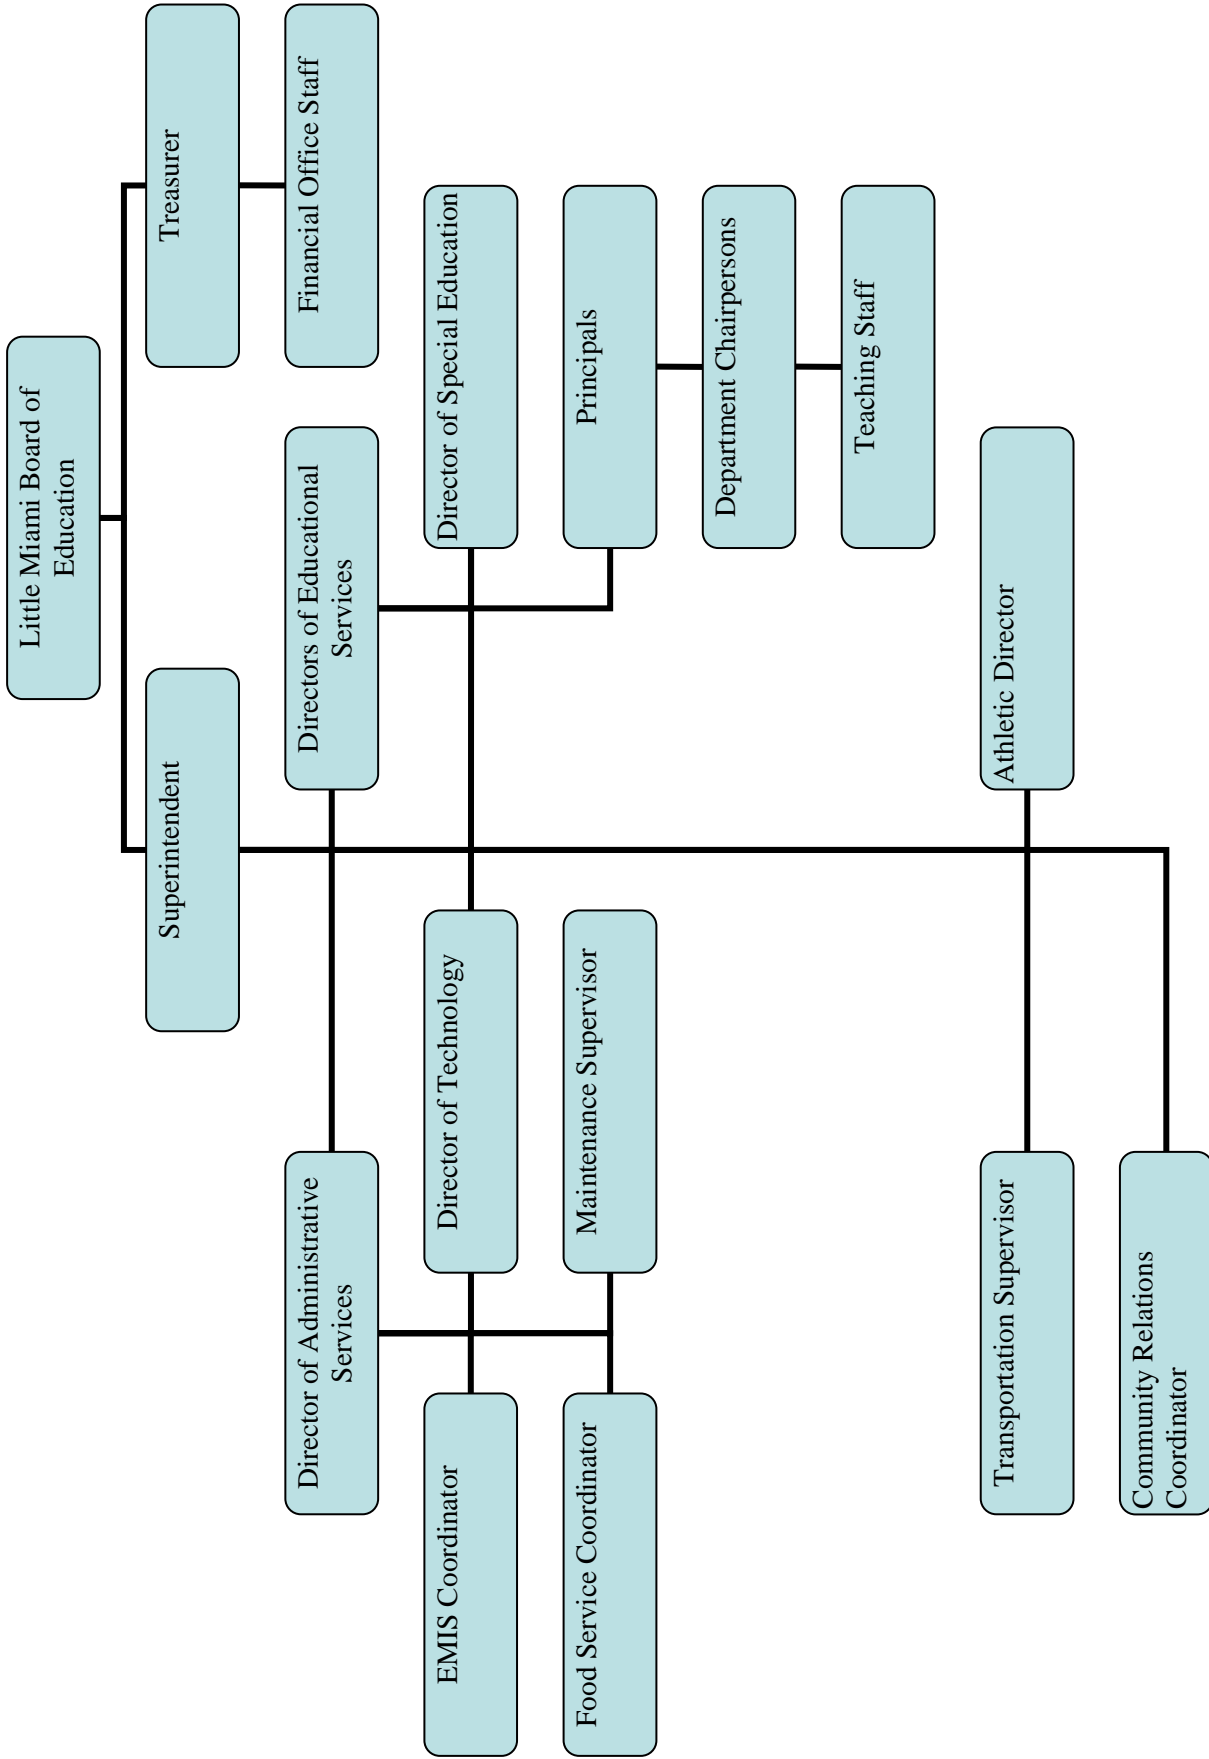 Little Miami Board of
Education
Superintendent
Treasurer
Director of Administrative
Services
Directors of Educational
Services
Financial Office Staff
EMIS Coordinator
Director of Technology
Director of Special Education
Food Service Coordinator
Maintenance Supervisor
Principals
Department Chairpersons
Teaching Staff
Transportation Supervisor
Athletic Director
Community Relations
Coordinator